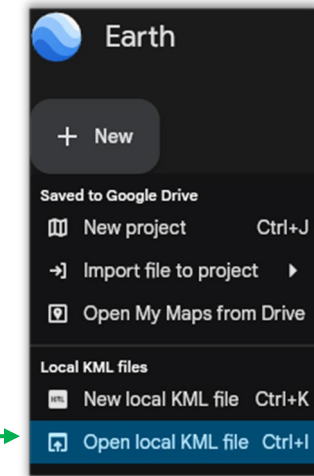 Earth
+ New
Saved to Google Drive
New project Ctrl+J
Import file to project
Open My Maps from Drive
Local KML files
New local KML file Ctrl+K
Open local KML file Ctrl+I